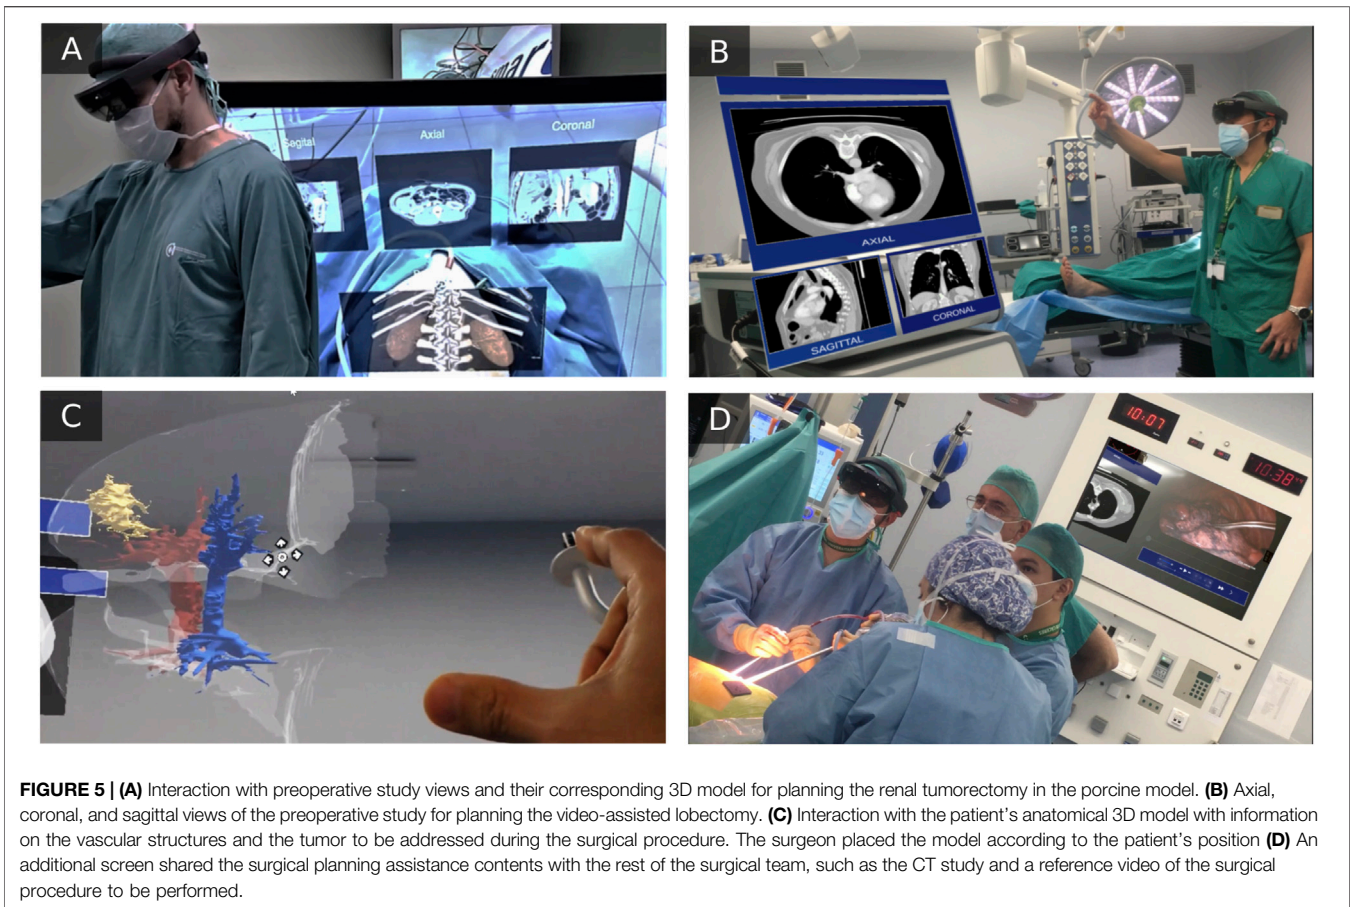 A
Sagital
Axial
Coronal
B
AXIAL
SAGITTAL
CORONAL
C
D
10:07
10.38
FIGURE 5 | (A) Interaction with preoperative study views and their corresponding 3D model for planning the renal tumorectomy in the porcine model. (B) Axial,
coronal, and sagittal views of the preoperative study for planning the video-assisted lobectomy. (C) Interaction with the patient’s anatomical 3D model with information
on the vascular structures and the tumor to be addressed during the surgical procedure. The surgeon placed the model according to the patient’s position (D) An
additional screen shared the surgical planning assistance contents with the rest of the surgical team, such as the CT study and a reference video of the surgical
procedure to be performed.